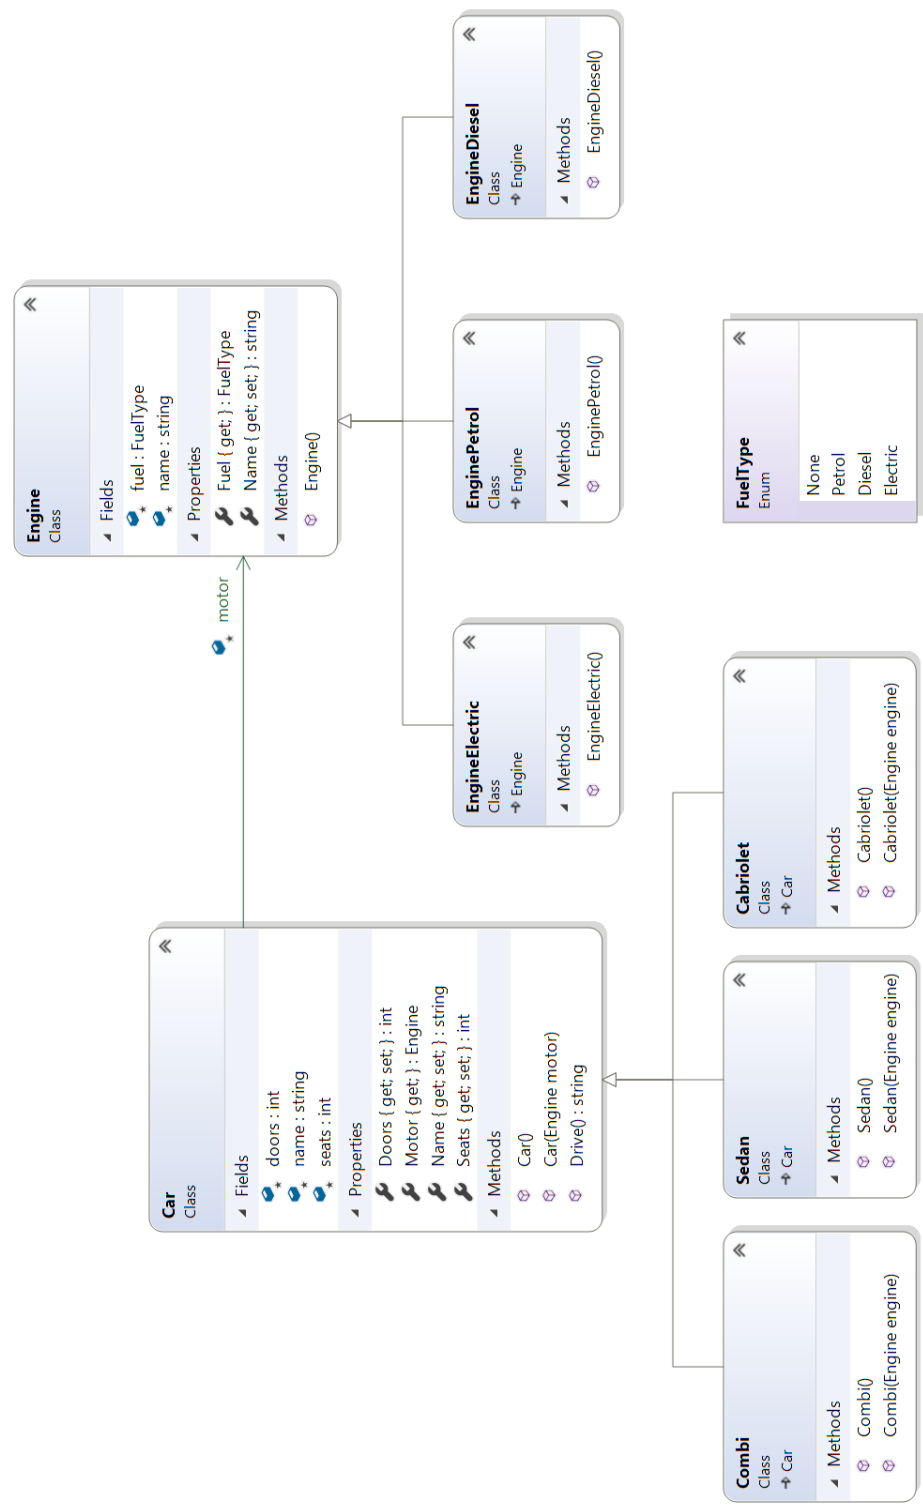 Car
Class
Fields
doors : int
name : string
seats : int
Properties
Doors { get; set; } : int
Motor { get; } : Engine
Name { get; set; } : string
Seats { get; set; } : int
Methods
Car()
Car(Engine motor)
Drive() : string
motor
Engine
Class
Fields
fuel : FuelType
name : string
Properties
Fuel { get; } : FuelType
Name { get; set; } : string
Methods
Engine()
EngineElectric
Class
Engine
Methods
EngineElectric()
EnginePetrol
Class
Engine
Methods
EnginePetrol()
EngineDiesel
Class
Engine
Methods
EngineDiesel()
Combi
Class
Car
Methods
Combi()
Combi(Engine engine)
Sedan
Class
Car
Methods
Sedan()
Sedan(Engine engine)
Cabriolet
Class
Car
Methods
Cabriolet()
Cabriolet(Engine engine)
FuelType
Enum
None
Petrol
Diesel
Electric